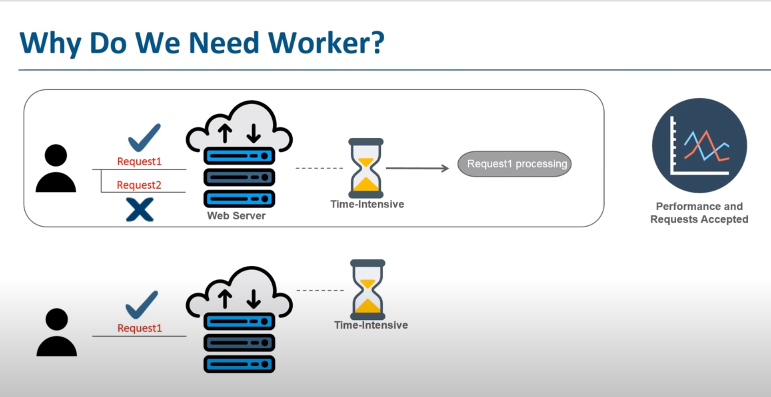 Why Do We Need Worker?
Request1
Request2
Web Server
Time-Intensive
Request1 processing
Performance and
Requests Accepted
Request1
Time-Intensive